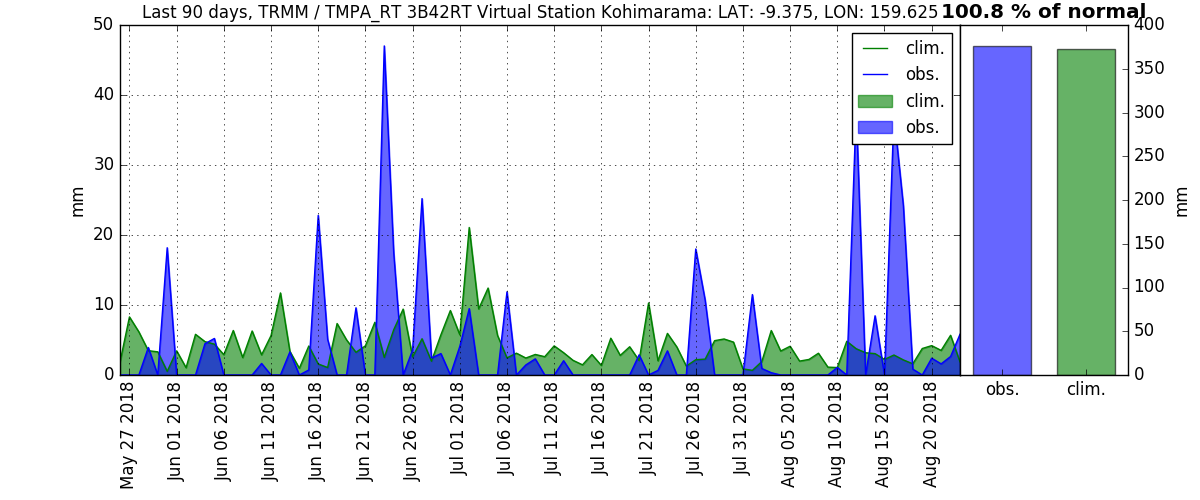 Last 90 days, TRMM / TMPA_RT 3B42RT Virtual Station Kohimarama: LAT: -9.375, LON: 159.625
100.8 % of normal
50
40
30
20
10
0
mm
clim.
obs.
clim.
obs.
400
350
300
250
200
150
100
50
0
mm
May 27 2018
Jun 01 2018
Jun 06 2018
Jun 11 2018
Jun 16 2018
Jun 21 2018
Jun 26 2018
Jul 01 2018
Jul 06 2018
Jul 11 2018
Jul 16 2018
Jul 21 2018
Jul 26 2018
Jul 31 2018
Aug 05 2018
Aug 10 2018
Aug 15 2018
Aug 20 2018
obs.
clim.